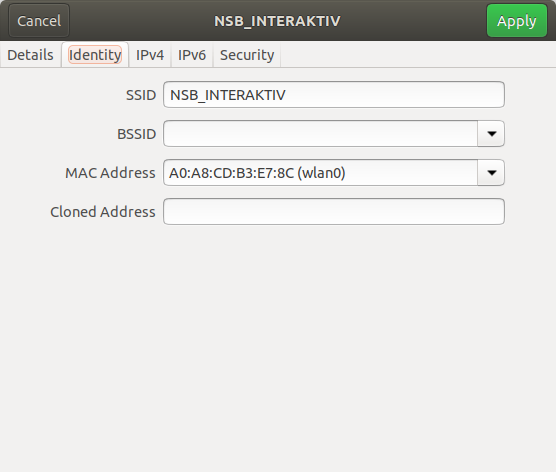 Cancel NSB_INTERAKTIV Apply
Details Identity IPv4 IPv6 Security
SSID NSB_INTERAKTIV
BSSID
MAC Address A0:A8:CD:B3:E7:8C (wlan0)
Cloned Address